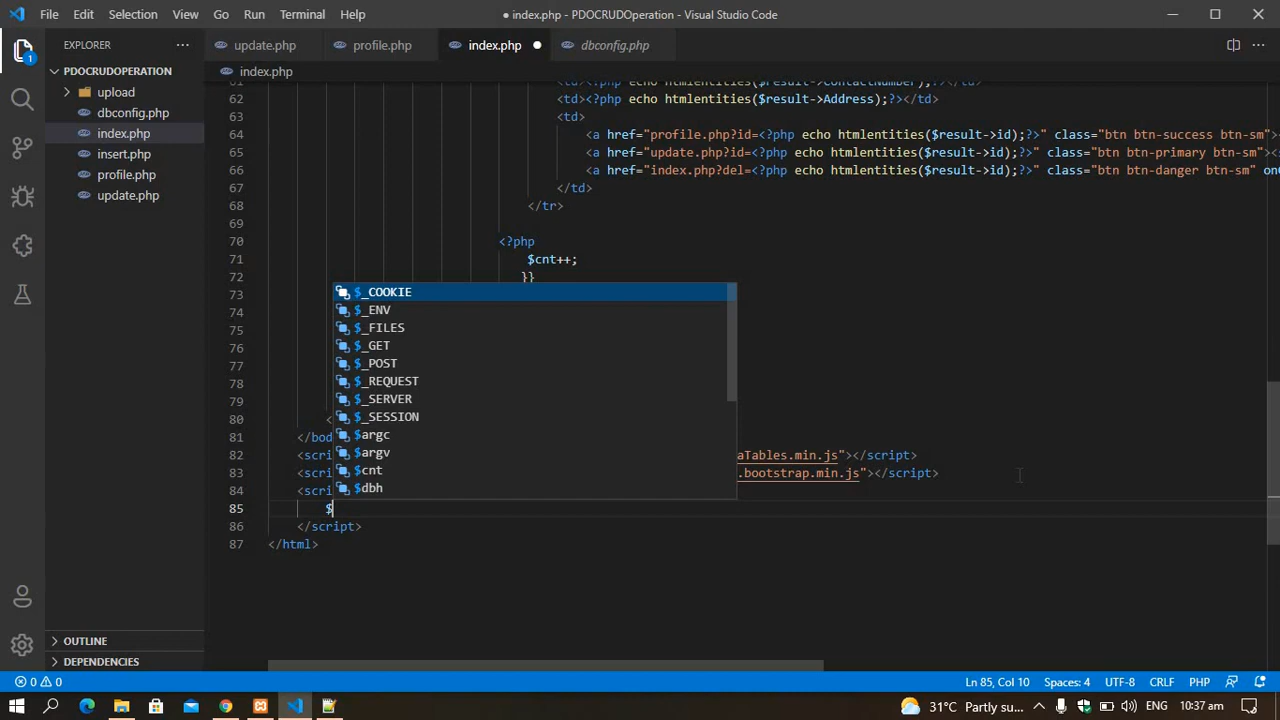 File Edit Selection View Go Run Terminal Help
● index.php - PDOCRUDOperation - Visual Studio Code
EXPLORER
update.php profile.php index.php dbconfig.php
PDOCRUDOPERATION
index.php
upload
dbconfig.php
index.php
insert.php
profile.php
update.php
OUTLINE
DEPENDENCIES
61 <td><?php echo htmlentities($result->ContactNumber);?></td>
62 <td><?php echo htmlentities($result->Address);?></td>
63 <td>
64 <a href="profile.php?id=<?php echo htmlentities($result->id);?>" class="btn btn-success btn-sm">
65 <a href="update.php?id=<?php echo htmlentities($result->id);?>" class="btn btn-primary btn-sm"><
66 <a href="index.php?del=<?php echo htmlentities($result->id);?>" class="btn btn-danger btn-sm" on
67 </td>
68 </tr>
69
70 <?php
71 $cnt++;
72 }}
73
74
75
76
77
78
79
80 <
81 </bod
82 <scri aTables.min.js"></script>
83 <scri .bootstrap.min.js"></script>
84 <scri
85 $
86 </script>
87 </html>
$_COOKIE
$_ENV
$_FILES
$_GET
$_POST
$_REQUEST
$_SERVER
$_SESSION
$argc
$argv
$cnt
$dbh
0 0 Ln 85, Col 10 Spaces: 4 UTF-8 CRLF PHP
31°C Partly su... ENG 10:37 am